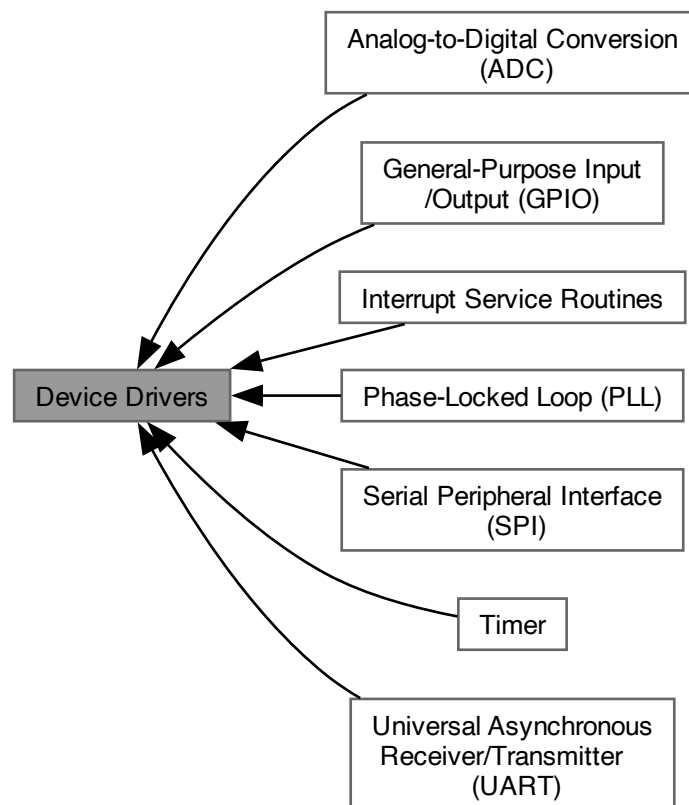 Analog-to-Digital Conversion
(ADC)
General-Purpose Input
/Output (GPIO)
Interrupt Service Routines
Device Drivers
Phase-Locked Loop (PLL)
Serial Peripheral Interface
(SPI)
Timer
Universal Asynchronous
Receiver/Transmitter
(UART)